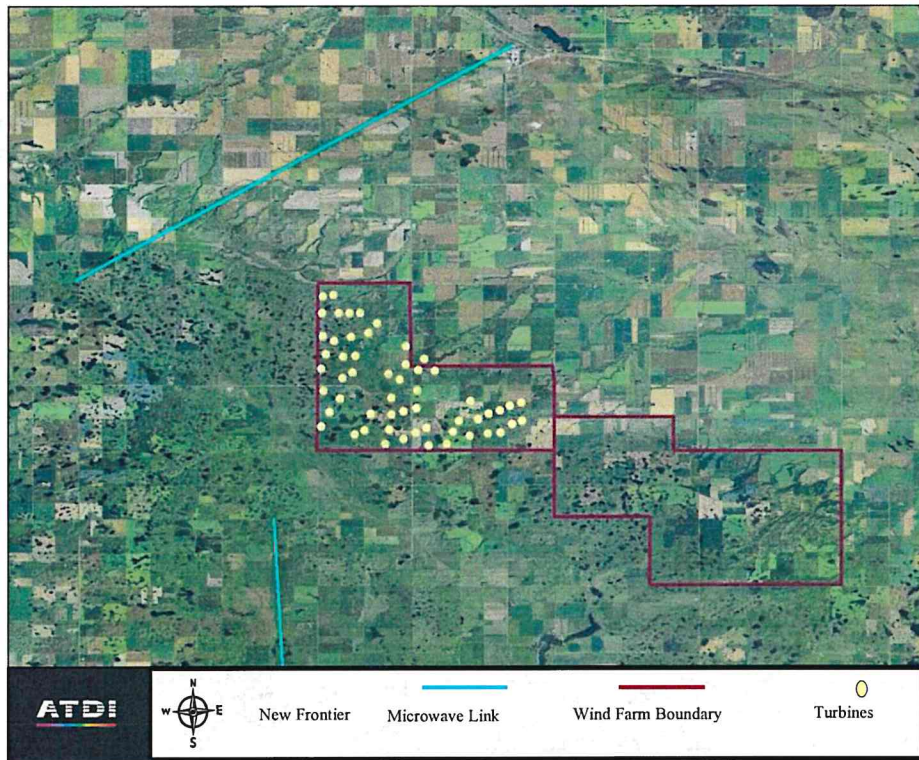 ATDI
N
W E
S
New Frontier
Microwave Link
Wind Farm Boundary
Turbines